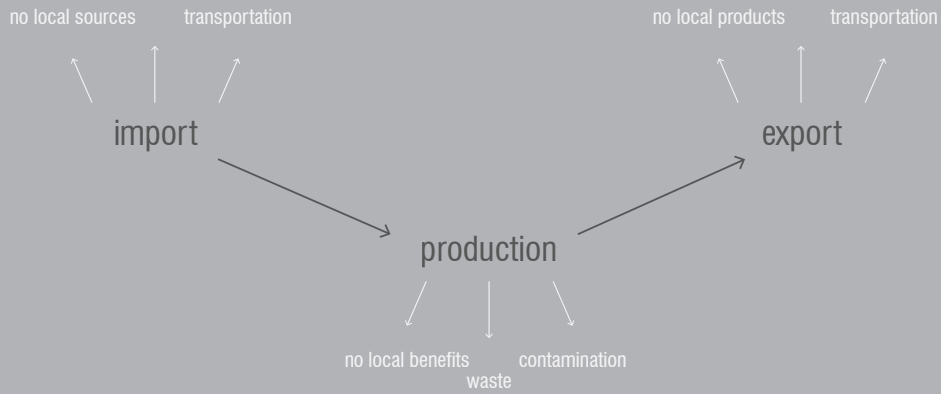 no local sources transportation no local products transportation
import export
production
no local benefits contamination
waste